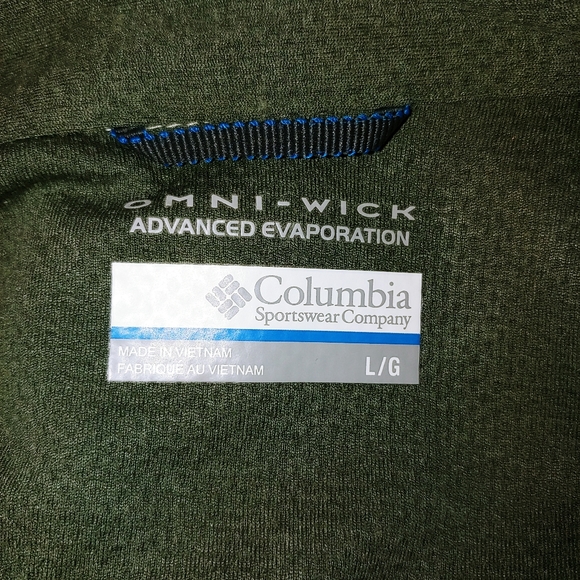 OMNI-WICK
ADVANCED EVAPORATION
Columbia
Sportswear Company
MADE IN VIETNAM
FABRIQUE AU VIETNAM
L/G